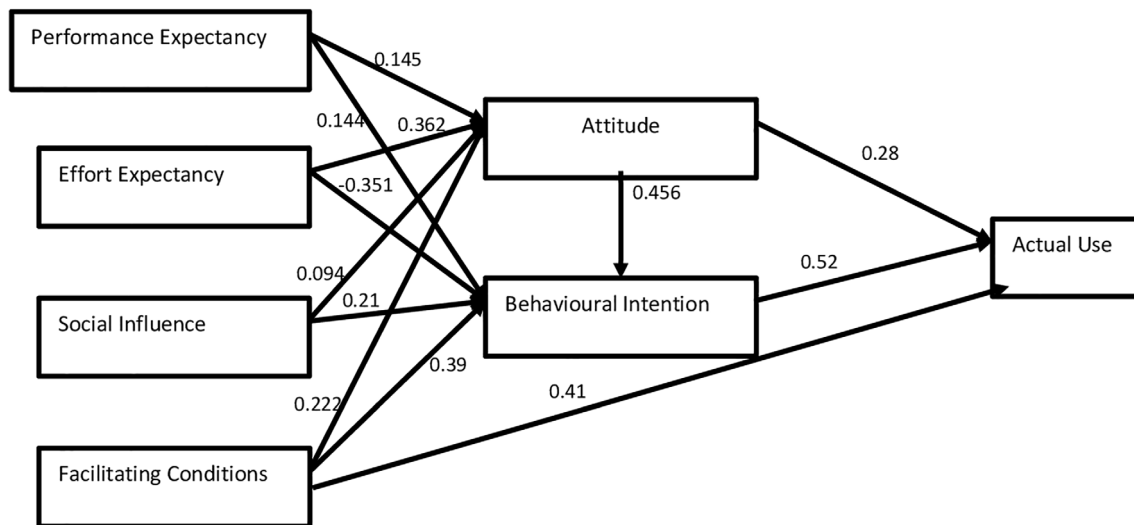 Performance Expectancy
0.145
0.144
0.362
Attitude
Effort Expectancy
-0.351
0.28
0.456
Actual Use
0.094
0.21
Social Influence
Behavioural Intention
0.52
0.39
0.222
0.41
Facilitating Conditions